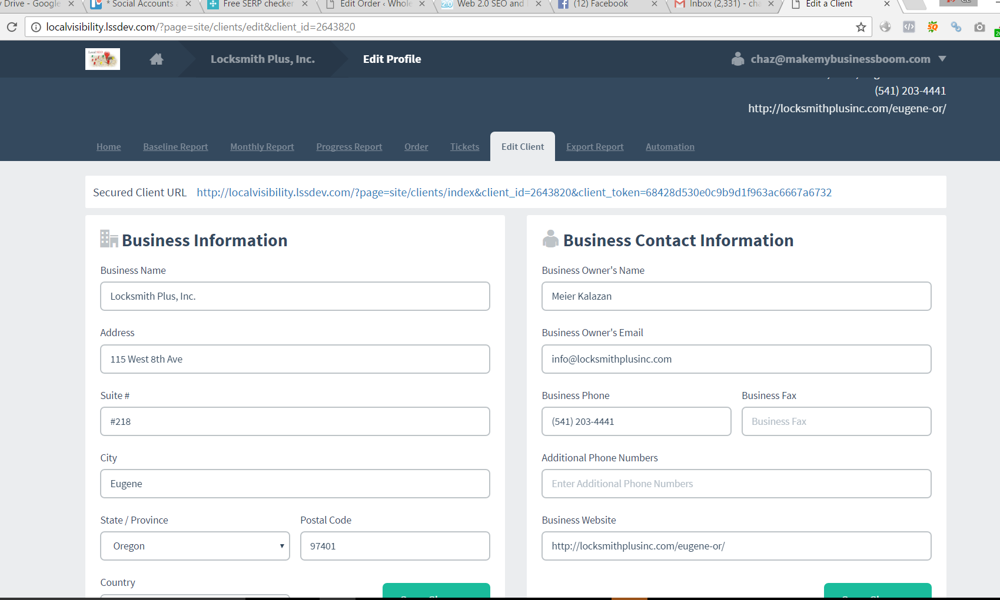 y Drive - Google
* Social Accounts
Free SERP checker
Edit Order ‹ Whole
2.0 Web 2.0 SEO and
(12) Facebook
Inbox (2,331) - cha
Edit a Client
localvisibility.lssdev.com/?page=site/clients/edit&client_id=2643820
Locksmith Plus, Inc.
Edit Profile
chaz@makemybusinessboom.com
(541) 203-4441
http://locksmithplusinc.com/eugene-or/
Home
Baseline Report
Monthly Report
Progress Report
Order
Tickets
Edit Client
Export Report
Automation
Secured Client URL http://localvisibility.lssdev.com/?page=site/clients/index&client_id=2643820&client_token=68428d530e0c9b9d1f963ac6667a6732
Business Information
Business Name
Locksmith Plus, Inc.
Address
115 West 8th Ave
Suite #
#218
City
Eugene
State / Province
Postal Code
Oregon
97401
Country
Business Contact Information
Business Owner's Name
Meier Kalazan
Business Owner's Email
info@locksmithplusinc.com
Business Phone
Business Fax
(541) 203-4441
Business Fax
Additional Phone Numbers
Enter Additional Phone Numbers
Business Website
http://locksmithplusinc.com/eugene-or/